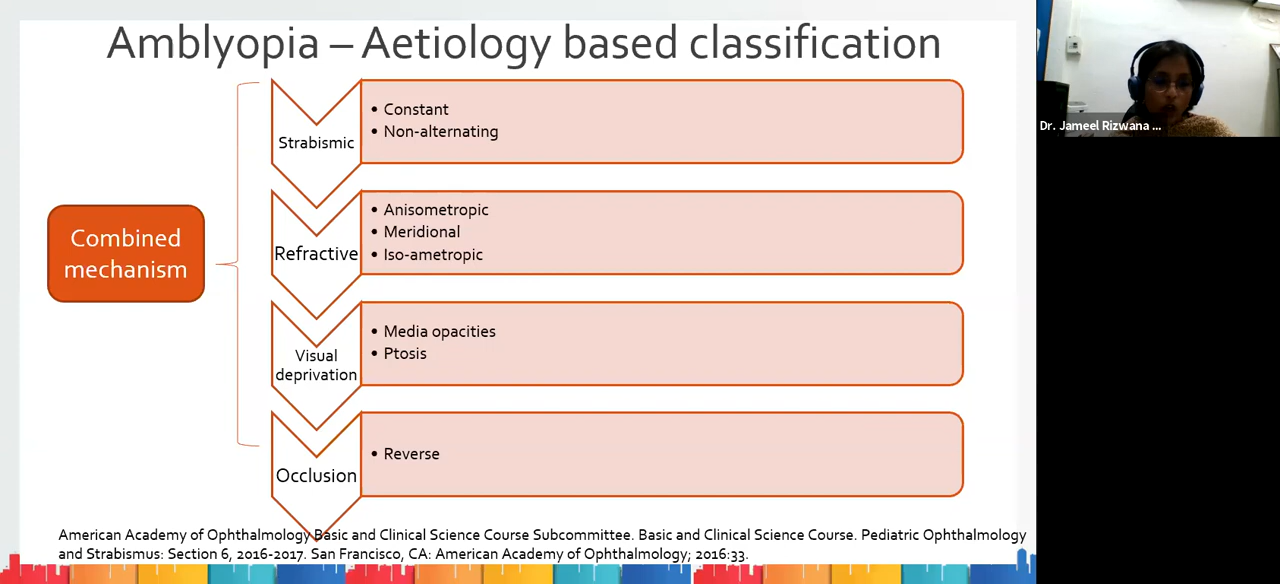 Amblyopia – Aetiology based classification
Combined
mechanism
Strabismic
• Constant
• Non-alternating
Refractive
• Anisometropic
• Meridional
• Iso-ametropic
Visual
deprivation
• Media opacities
• Ptosis
Occlusion
• Reverse
American Academy of Ophthalmology Basic and Clinical Science Course Subcommittee. Basic and Clinical Science Course. Pediatric Ophthalmology
and Strabismus: Section 6, 2016-2017. San Francisco, CA: American Academy of Ophthalmology; 2016:33.
Dr. Jameel Rizwana ...